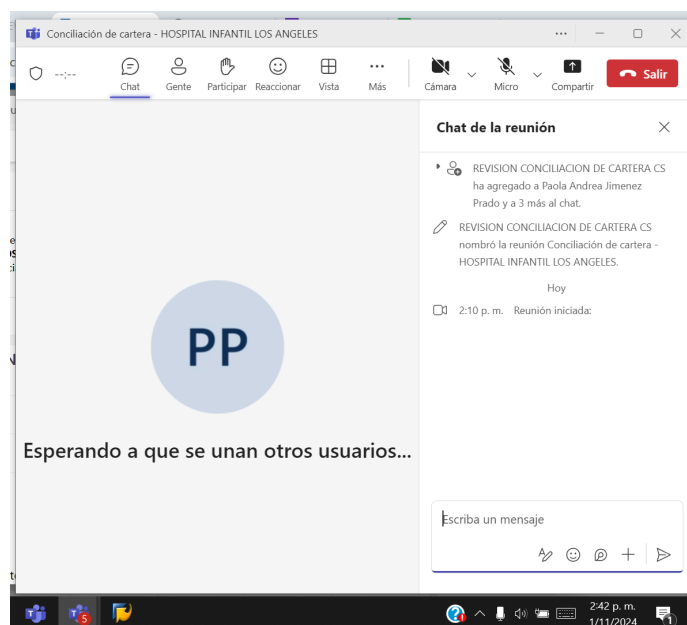 Conciliación de cartera - HOSPITAL INFANTIL LOS ANGELES
--:--
Chat
Gente
Participar
Reaccionar
Vista
Más
Cámara
Micro
Compartir
Salir
Chat de la reunión
REVISION CONCILIACION DE CARTERA CS
ha agregado a Paola Andrea Jimenez
Prado y a 3 más al chat.
REVISION CONCILIACION DE CARTERA CS
nombró la reunión Conciliación de cartera -
HOSPITAL INFANTIL LOS ANGELES.
Hoy
2:10 p. m. Reunión iniciada:
PP
Esperando a que se unan otros usuarios...
Escriba un mensaje
5
2:42 p. m.
1/11/2024
1